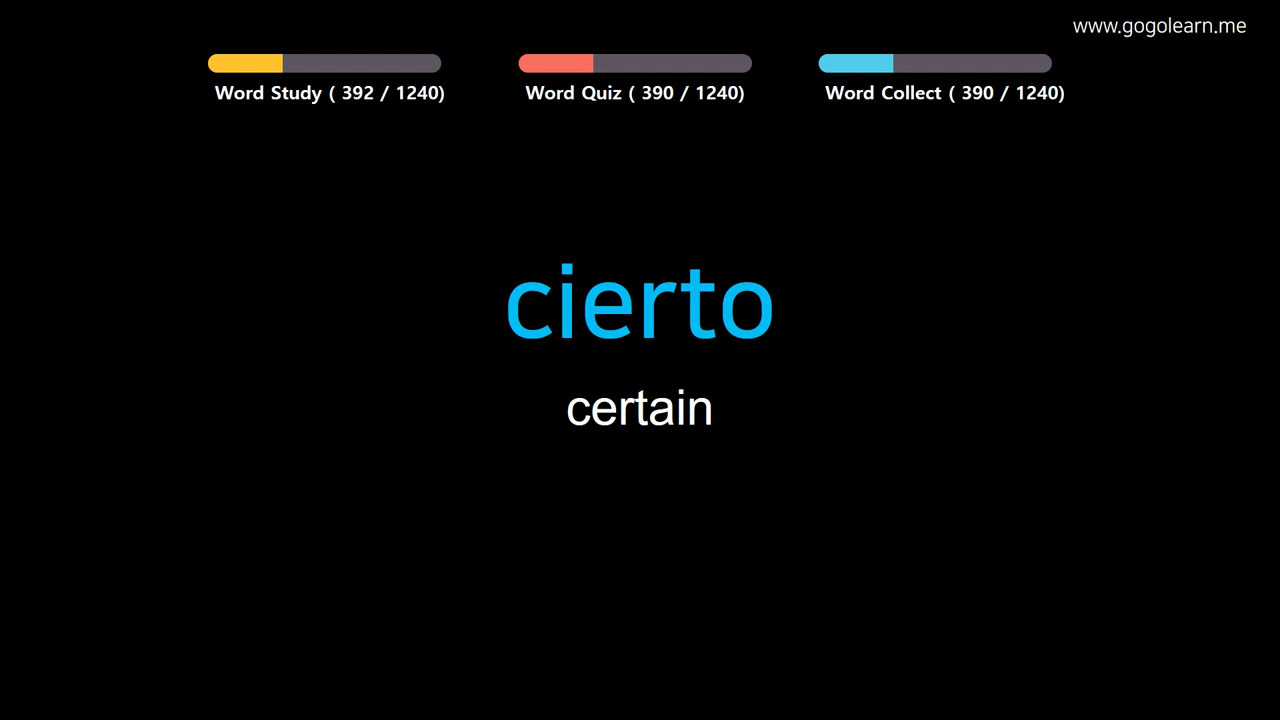 www.gogolearn.me
Word Study ( 392 / 1240)
Word Quiz ( 390 / 1240)
Word Collect ( 390 / 1240)
cierto
certain